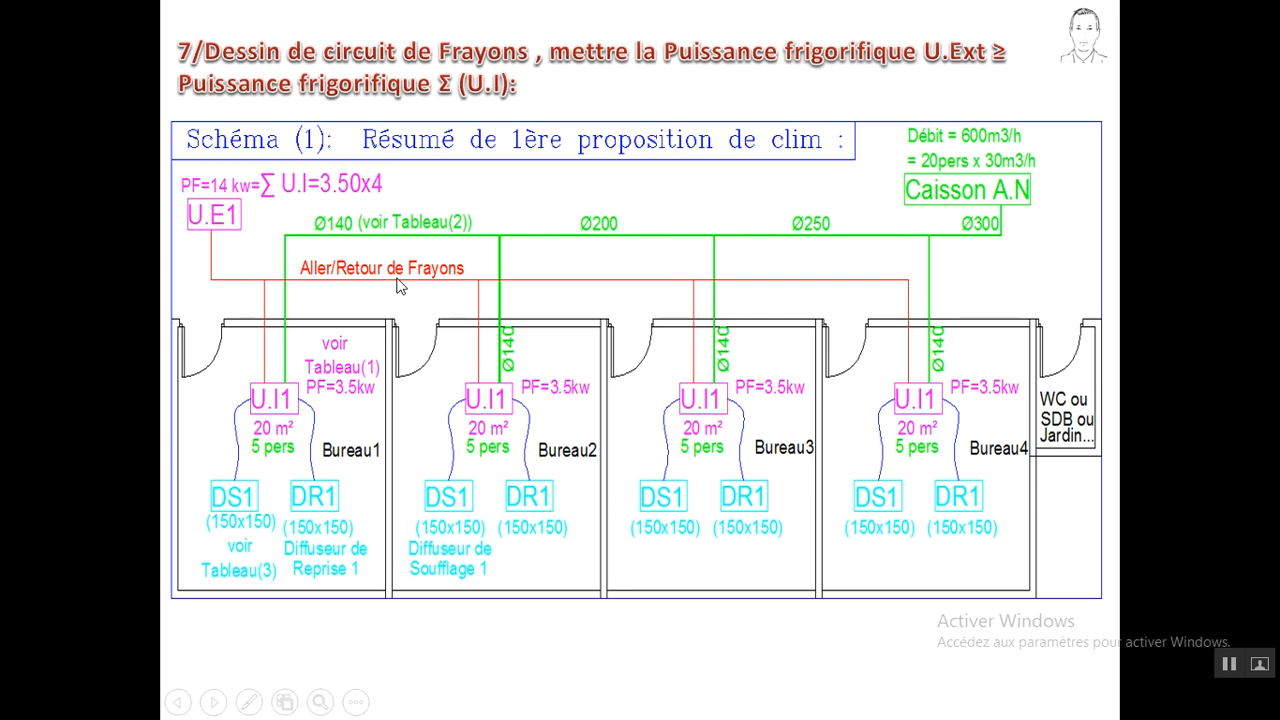 7/Dessin de circuit de Frayons , mettre la Puissance frigorifique U.Ext ≥
Puissance frigorifique Σ (U.I):
Schéma (1): Résumé de 1ère proposition de clim :
Débit = 600m3/h
= 20pers x 30m3/h
Caisson A.N
PF=14 kw=∑ U.I=3.50x4
U.E1
Ø140 (voir Tableau(2))
Ø200
Ø250
Ø300
Aller/Retour de Frayons
voir
Tableau(1)
PF=3.5kw
U.I1
20 m²
5 pers
Bureau1
DS1
(150x150)
voir
Tableau(3)
DR1
(150x150)
Diffuseur de
Reprise 1
Ø140
PF=3.5kw
U.I1
20 m²
5 pers
Bureau2
DS1
(150x150)
Diffuseur de
Soufflage 1
DR1
(150x150)
Ø140
PF=3.5kw
U.I1
20 m²
5 pers
Bureau3
DS1
(150x150)
DR1
(150x150)
Ø140
PF=3.5kw
U.I1
20 m²
5 pers
Bureau4
DS1
(150x150)
DR1
(150x150)
WC ou
SDB ou
Jardin...
Activer Windows
Accédez aux paramètres pour activer Windows.